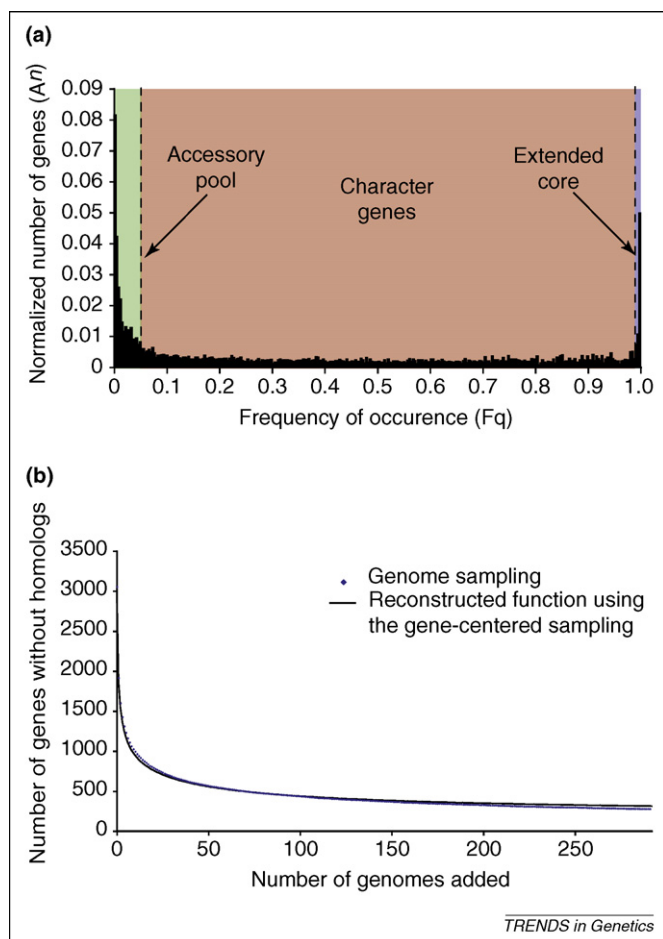 (a)
Normalized number of genes (An)
0.09
0.08
0.07
0.06
0.05
0.04
0.03
0.02
0.01
0
Accessory
pool
Character
genes
Extended
core
0 0.1 0.2 0.3 0.4 0.5 0.6 0.7 0.8 0.9 1.0
Frequency of occurence (Fq)
(b)
Number of genes without homologs
3500
3000
2500
2000
1500
1000
500
0
Genome sampling
Reconstructed function using
the gene-centered sampling
0 50 100 150 200 250
Number of genomes added
TRENDS in Genetics